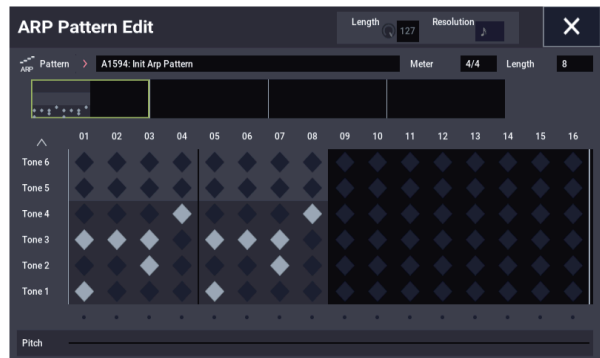 ARP Pattern Edit
Length 127 Resolution
ARP Pattern > A1594: Init Arp Pattern Meter 4/4 Length 8
01 02 03 04 05 06 07 08 09 10 11 12 13 14 15 16
Tone 6
Tone 5
Tone 4
Tone 3
Tone 2
Tone 1
Pitch